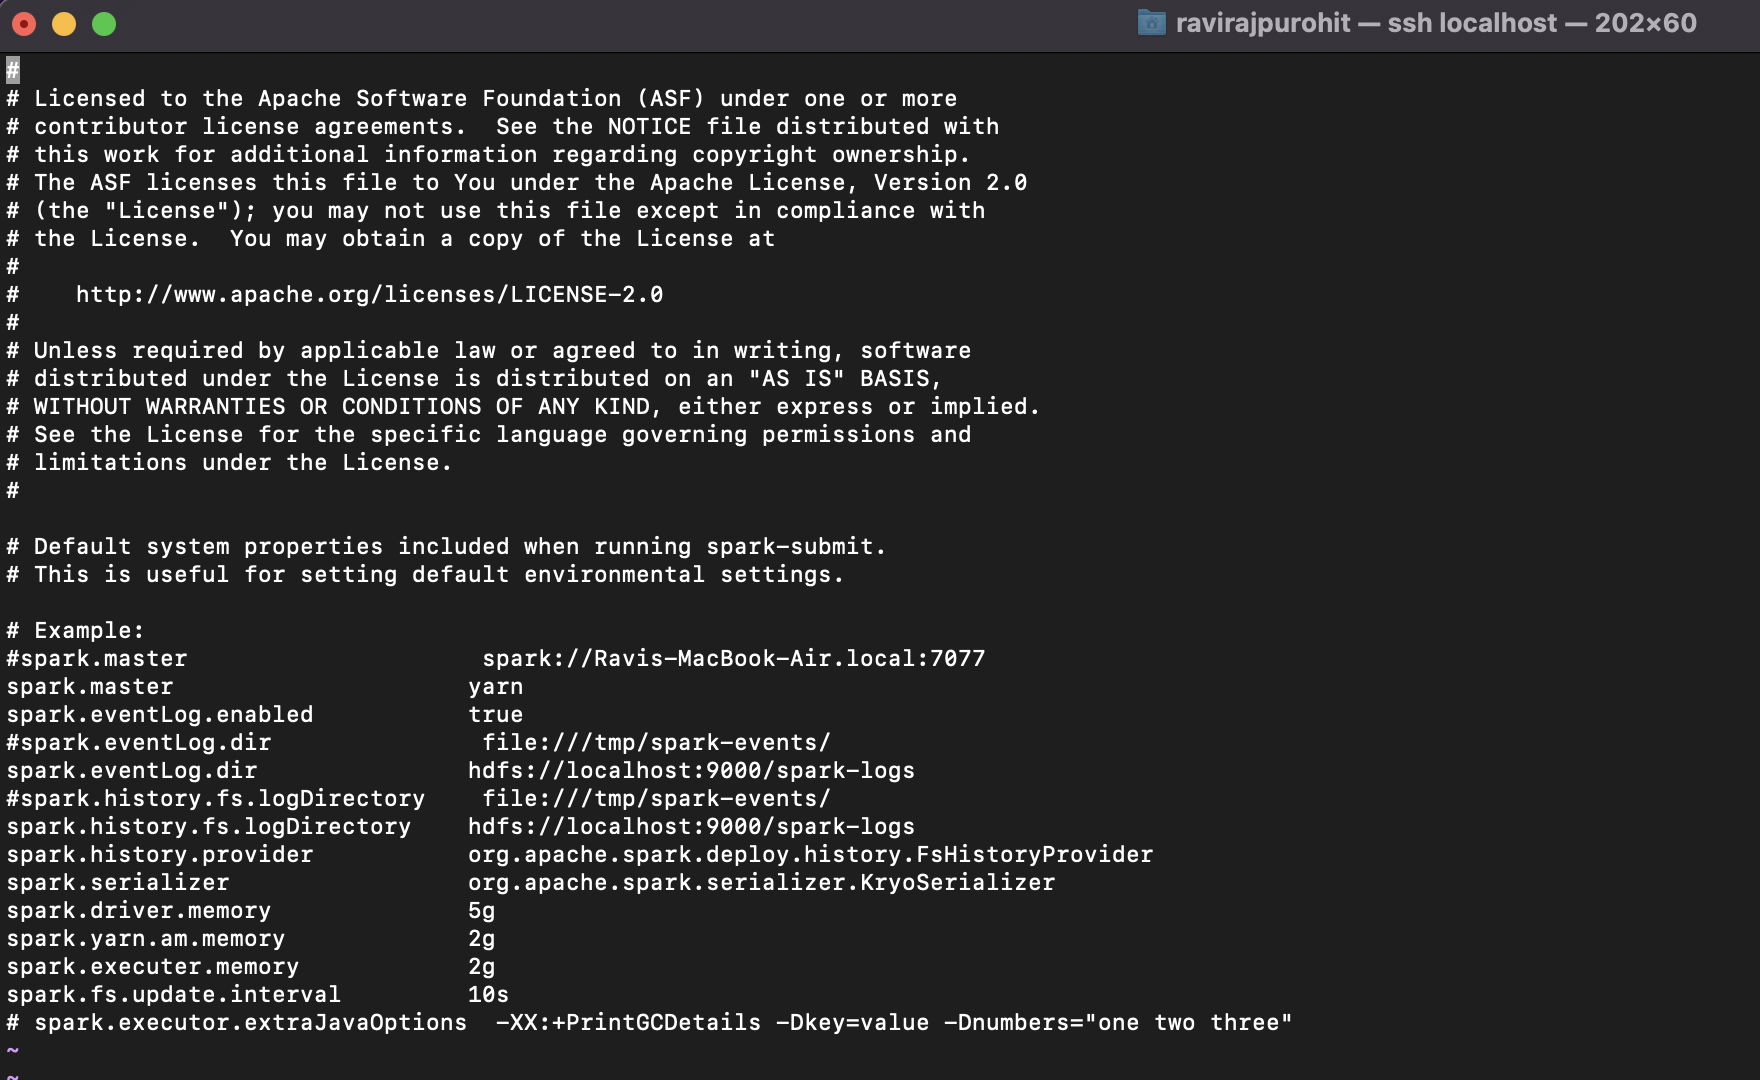 ravirajpurohit — ssh localhost — 202×60
#
# Licensed to the Apache Software Foundation (ASF) under one or more
# contributor license agreements.  See the NOTICE file distributed with
# this work for additional information regarding copyright ownership.
# The ASF licenses this file to You under the Apache License, Version 2.0
# (the "License"); you may not use this file except in compliance with
# the License.  You may obtain a copy of the License at
#
#    http://www.apache.org/licenses/LICENSE-2.0
#
# Unless required by applicable law or agreed to in writing, software
# distributed under the License is distributed on an "AS IS" BASIS,
# WITHOUT WARRANTIES OR CONDITIONS OF ANY KIND, either express or implied.
# See the License for the specific language governing permissions and
# limitations under the License.
#

# Default system properties included when running spark-submit.
# This is useful for setting default environmental settings.

# Example:
#spark.master                     spark://Ravis-MacBook-Air.local:7077
spark.master                     yarn
spark.eventLog.enabled           true
#spark.eventLog.dir               file:///tmp/spark-events/
spark.eventLog.dir               hdfs://localhost:9000/spark-logs
#spark.history.fs.logDirectory    file:///tmp/spark-events/
spark.history.fs.logDirectory    hdfs://localhost:9000/spark-logs
spark.history.provider           org.apache.spark.deploy.history.FsHistoryProvider
spark.serializer                 org.apache.spark.serializer.KryoSerializer
spark.driver.memory              5g
spark.yarn.am.memory             2g
spark.executer.memory            2g
spark.fs.update.interval         10s
# spark.executor.extraJavaOptions  -XX:+PrintGCDetails -Dkey=value -Dnumbers="one two three"
~
~